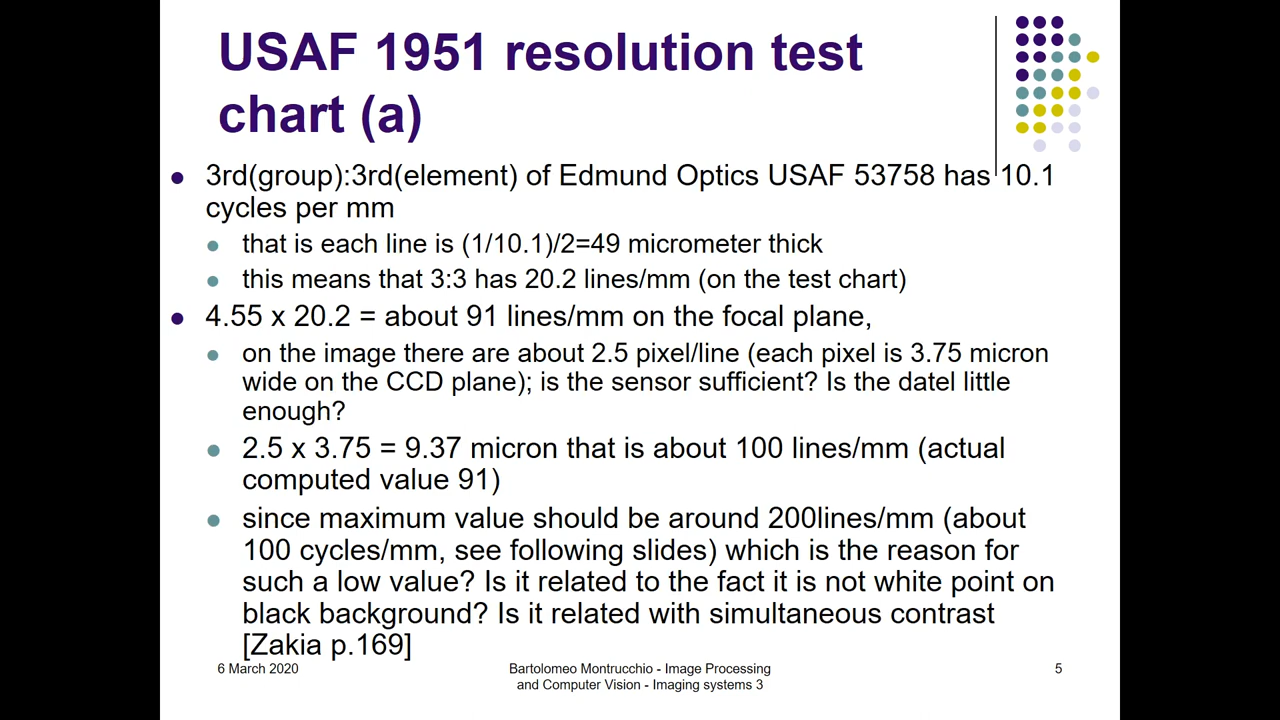 USAF 1951 resolution test
chart (a)
3rd(group):3rd(element) of Edmund Optics USAF 53758 has 10.1
cycles per mm
that is each line is (1/10.1)/2=49 micrometer thick
this means that 3:3 has 20.2 lines/mm (on the test chart)
4.55 x 20.2 = about 91 lines/mm on the focal plane,
on the image there are about 2.5 pixel/line (each pixel is 3.75 micron
wide on the CCD plane); is the sensor sufficient? Is the datel little
enough?
2.5 x 3.75 = 9.37 micron that is about 100 lines/mm (actual
computed value 91)
since maximum value should be around 200lines/mm (about
100 cycles/mm, see following slides) which is the reason for
such a low value? Is it related to the fact it is not white point on
black background? Is it related with simultaneous contrast
[Zakia p.169]
6 March 2020
Bartolomeo Montrucchio - Image Processing
and Computer Vision - Imaging systems 3
5